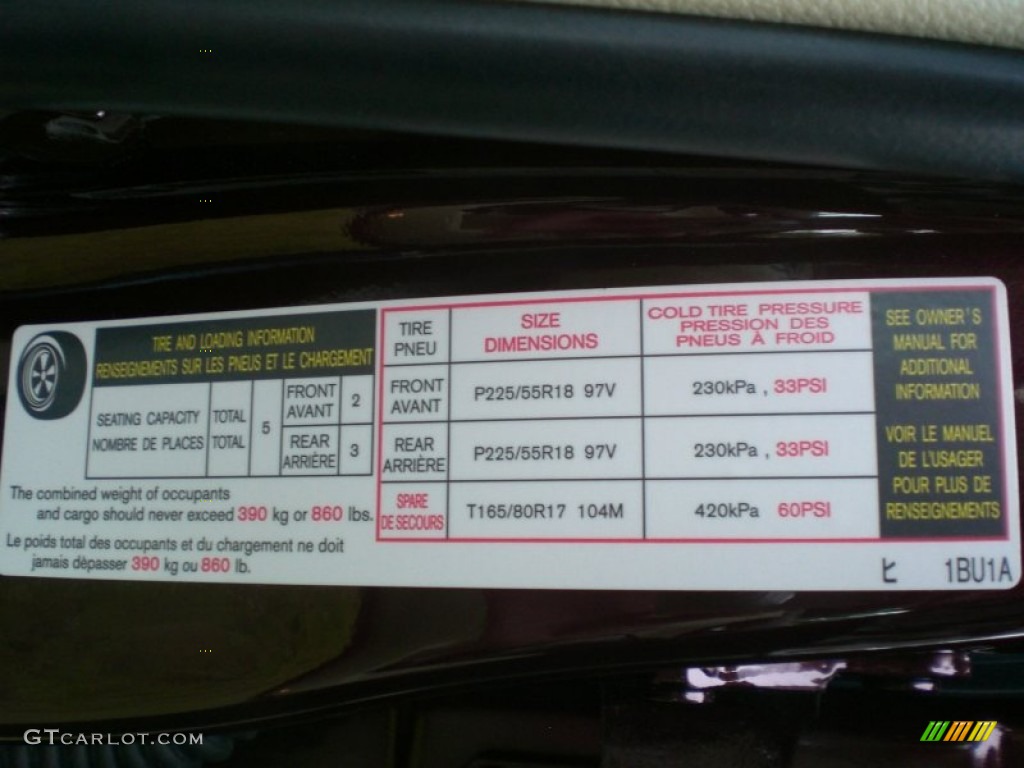 TIRE AND LOADING INFORMATION
RENSEIGNEMENTS SUR LES PNEUS ET LE CHARGEMENT
SEATING CAPACITY TOTAL 5 FRONT 2
AVANT
NOMBRE DE PLACES TOTAL REAR 3
ARRIÈRE
The combined weight of occupants
and cargo should never exceed 390 kg or 860 lbs.
Le poids total des occupants et du chargement ne doit
jamais dépasser 390 kg ou 860 lb.
TIRE SIZE COLD TIRE PRESSURE
PNEU DIMENSIONS PRESSION DES
PNEUS À FROID
FRONT P225/55R18 97V 230kPa , 33PSI
AVANT
REAR P225/55R18 97V 230kPa , 33PSI
ARRIÈRE
SPARE T165/80R17 104M 420kPa 60PSI
DE SECOURS
SEE OWNER'S
MANUAL FOR
ADDITIONAL
INFORMATION
VOIR LE MANUEL
DE L'USAGER
POUR PLUS DE
RENSEIGNEMENTS
ヒ 1BU1A
GTCARLOT.COM